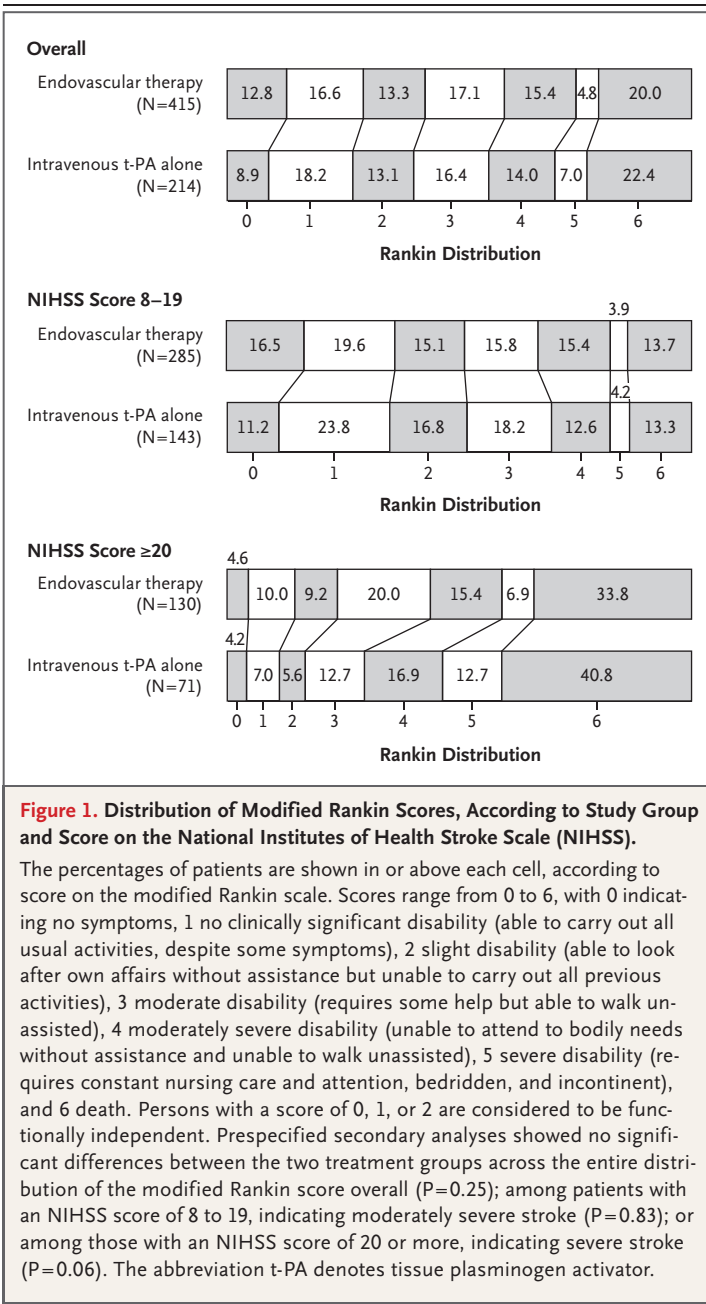 Overall
Endovascular therapy
(N=415)
12.8 16.6 13.3 17.1 15.4 4.8 20.0
Intravenous t-PA alone
(N=214)
8.9 18.2 13.1 16.4 14.0 7.0 22.4
0 1 2 3 4 5 6
Rankin Distribution
NIHSS Score 8–19
3.9
Endovascular therapy
(N=285)
16.5 19.6 15.1 15.8 15.4 13.7
4.2
Intravenous t-PA alone
(N=143)
11.2 23.8 16.8 18.2 12.6 13.3
0 1 2 3 4 5 6
Rankin Distribution
NIHSS Score ≥20
4.6
Endovascular therapy
(N=130)
10.0 9.2 20.0 15.4 6.9 33.8
4.2
Intravenous t-PA alone
(N=71)
7.0 5.6 12.7 16.9 12.7 40.8
0 1 2 3 4 5 6
Rankin Distribution
Figure 1. Distribution of Modified Rankin Scores, According to Study Group
and Score on the National Institutes of Health Stroke Scale (NIHSS).
The percentages of patients are shown in or above each cell, according to
score on the modified Rankin scale. Scores range from 0 to 6, with 0 indicat-
ing no symptoms, 1 no clinically significant disability (able to carry out all
usual activities, despite some symptoms), 2 slight disability (able to look
after own affairs without assistance but unable to carry out all previous
activities), 3 moderate disability (requires some help but able to walk un-
assisted), 4 moderately severe disability (unable to attend to bodily needs
without assistance and unable to walk unassisted), 5 severe disability (re-
quires constant nursing care and attention, bedridden, and incontinent),
and 6 death. Persons with a score of 0, 1, or 2 are considered to be func-
tionally independent. Prespecified secondary analyses showed no signifi-
cant differences between the two treatment groups across the entire distri-
bution of the modified Rankin score overall (P=0.25); among patients with
an NIHSS score of 8 to 19, indicating moderately severe stroke (P=0.83); or
among those with an NIHSS score of 20 or more, indicating severe stroke
(P=0.06). The abbreviation t-PA denotes tissue plasminogen activator.